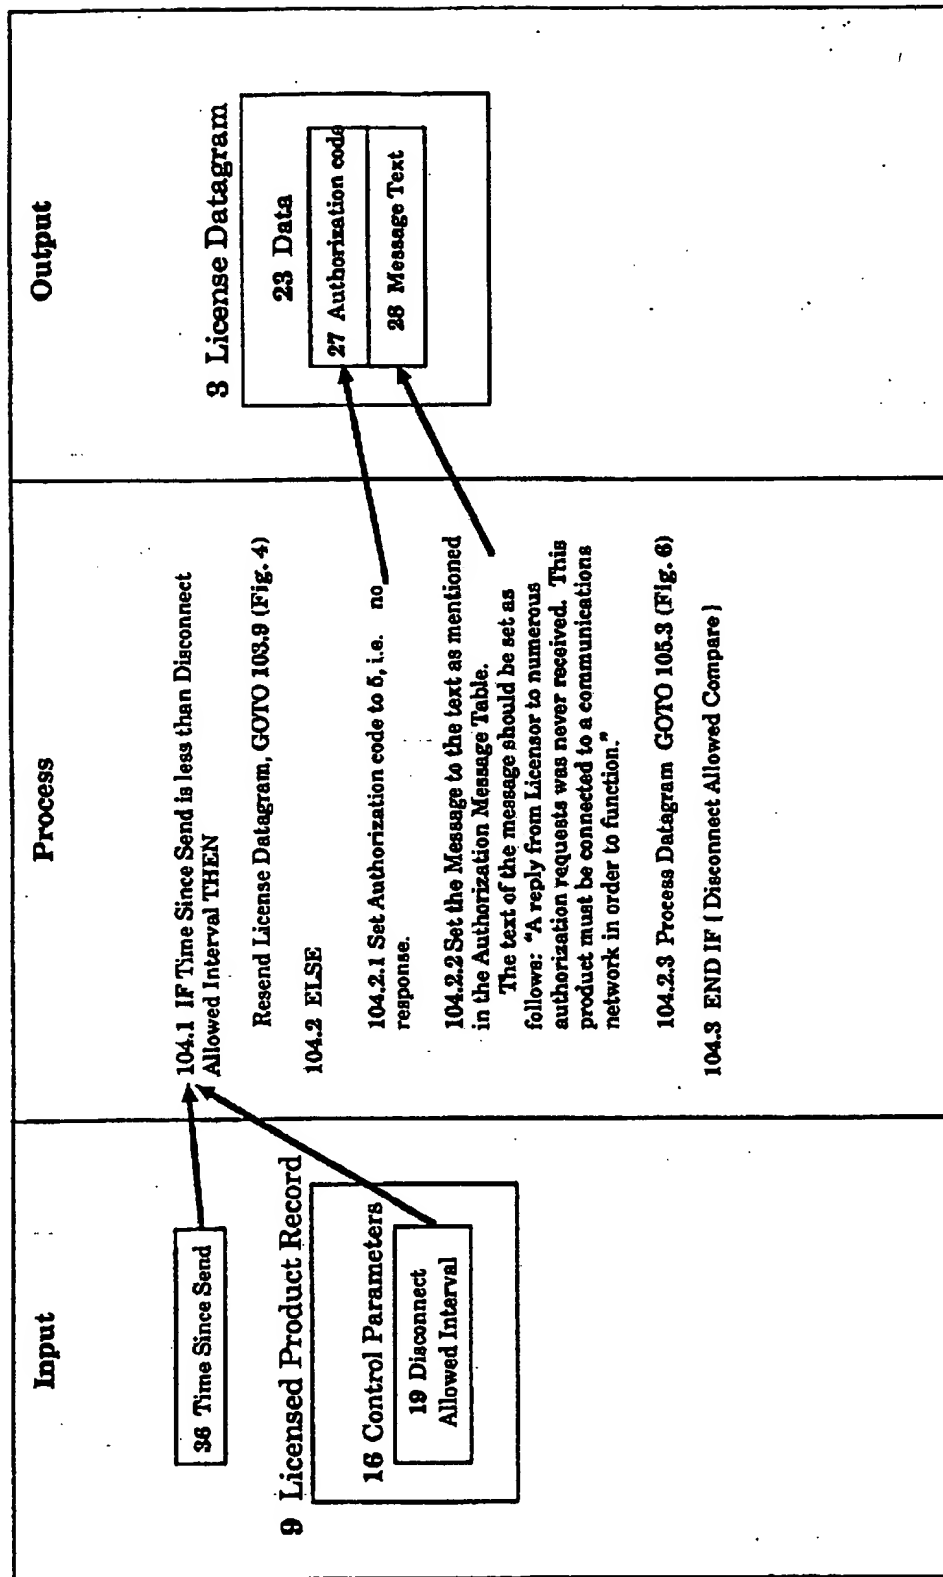 Input
36 Time Since Send
9 Licensed Product Record
16 Control Parameters
19 Disconnect
Allowed Interval
Process
104.1 IF Time Since Send is less than Disconnect
Allowed Interval THEN
Resend License Datagram, GOTO 103.9 (Fig. 4)
104.2 ELSE
104.2.1 Set Authorization code to 5, i.e. no
response.
104.2.2 Set the Message to the text as mentioned
in the Authorization Message Table.
The text of the message should be set as
follows: "A reply from Licensor to numerous
authorization requests was never received. This
product must be connected to a communications
network in order to function."
104.2.3 Process Datagram GOTO 105.3 (Fig. 6)
104.3 END IF { Disconnect Allowed Compare }
Output
3 License Datagram
23 Data
27 Authorization code
28 Message Text